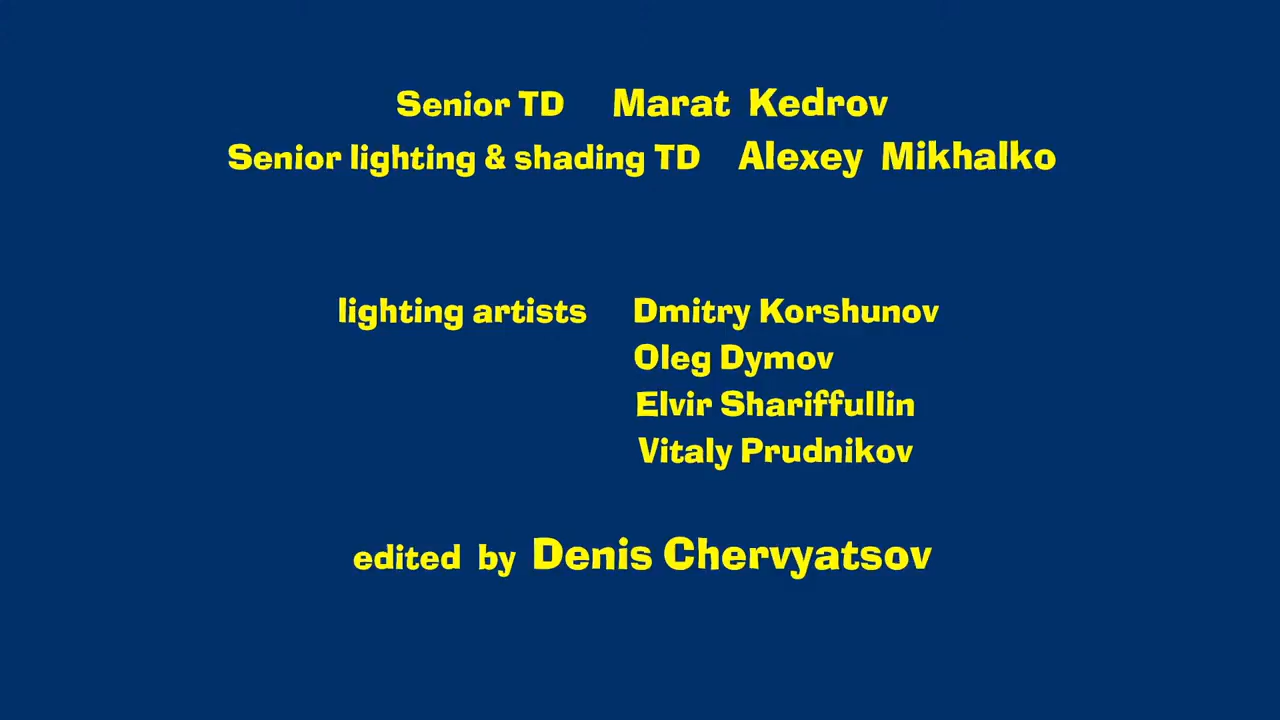 Senior TD Marat Kedrov
Senior lighting & shading TD Alexey Mikhalko
lighting artists Dmitry Korshunov
Oleg Dymov
Elvir Shariffullin
Vitaly Prudnikov
edited by Denis Chervyatsov